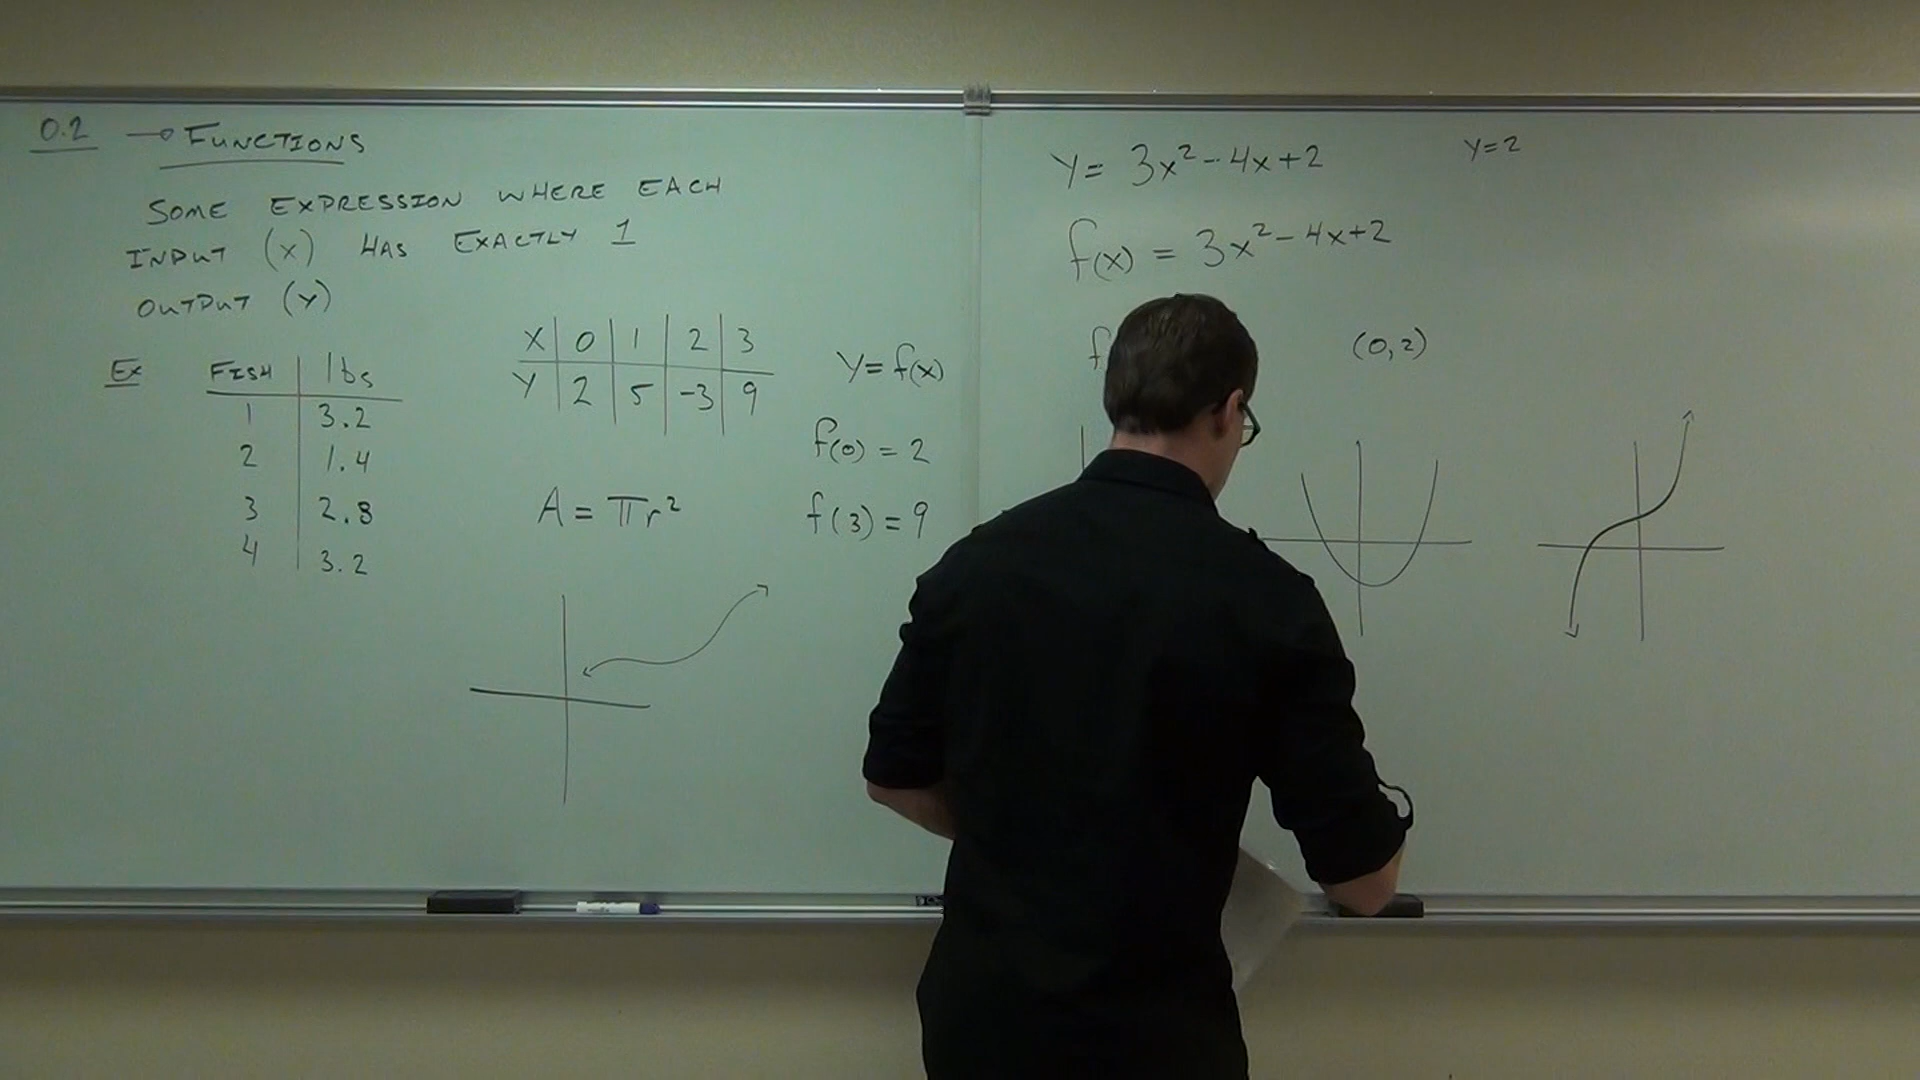 0.2 → FUNCTIONS
SOME EXPRESSION WHERE EACH
INPUT (X) HAS EXACTLY 1
OUTPUT (Y)
EX
FISH lbs
1 3.2
2 1.4
3 2.8
4 3.2
X 0 1 2 3
Y 2 5 -3 9
A = πr²
Y = f(x)
f(0) = 2
f(3) = 9
Y = 3x² - 4x + 2
Y = 2
f(x) = 3x² - 4x + 2
f
(0,2)